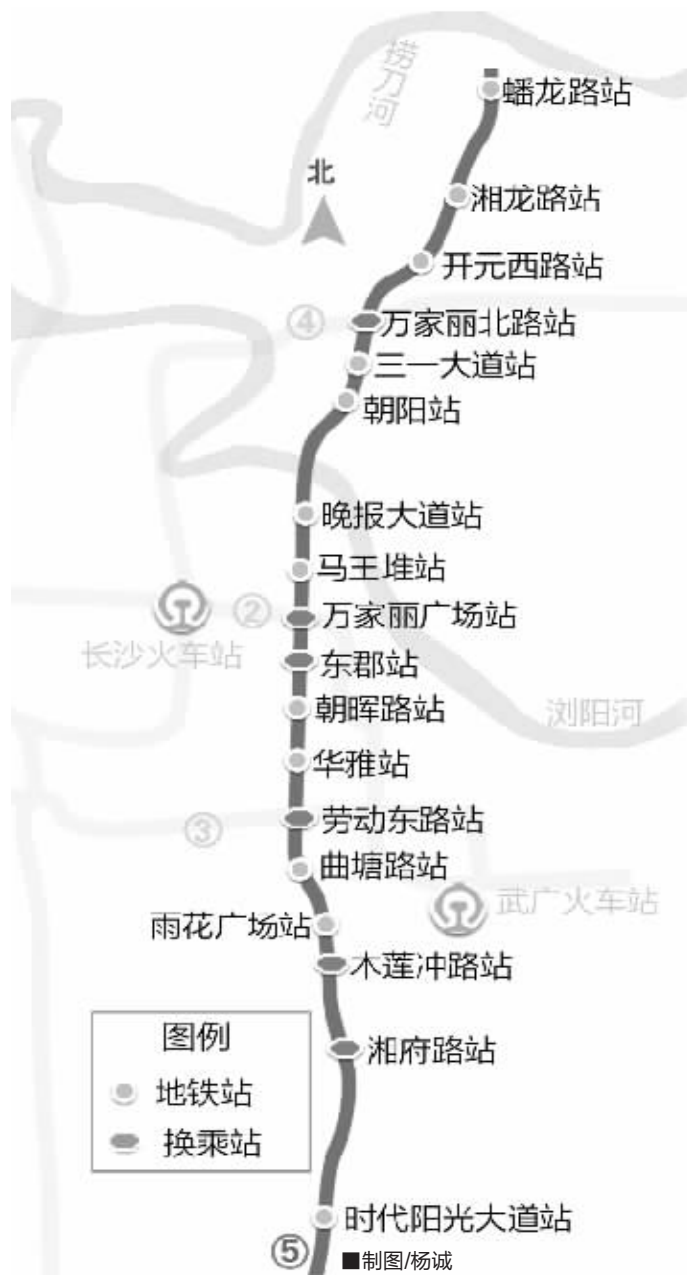 捞刀河
蟠龙路站
北
湘龙路站
开元西路站
④
万家丽北路站
三一大道站
朝阳站
晚报大道站
马王堆站
②
万家丽广场站
长沙火车站
东郡站
朝晖路站
浏阳河
华雅站
③
劳动东路站
曲塘路站
武广火车站
雨花广场站
木莲冲路站
图例
湘府路站
地铁站
换乘站
时代阳光大道站
⑤
■制图/杨诚